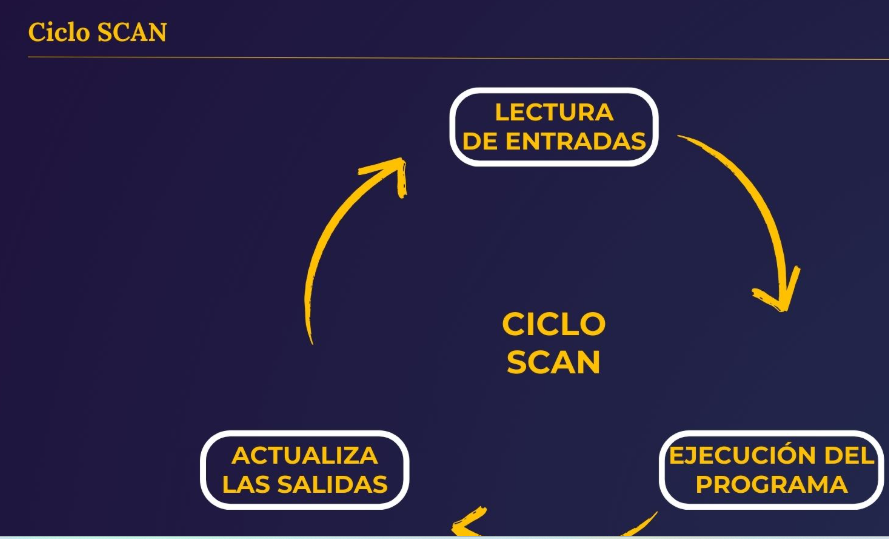 Ciclo SCAN
LECTURA
DE ENTRADAS
CICLO
SCAN
ACTUALIZA
LAS SALIDAS
EJECUCIÓN DEL
PROGRAMA